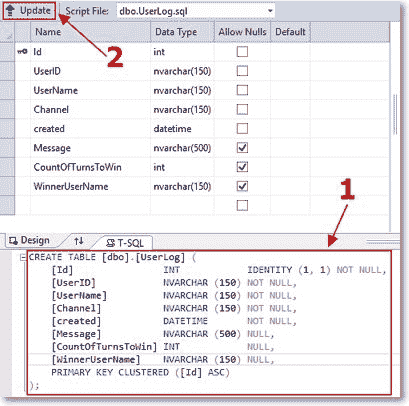 Update Script File: dbo.UserLog.sql
2
Name Data Type Allow Nulls Default
Id int
UserID nvarchar(150)
UserName nvarchar(150)
Channel nvarchar(150)
created datetime
Message nvarchar(500)
CountOfTurnsToWin int
WinnerUserName nvarchar(150)
1
Design T-SQL
CREATE TABLE [dbo].[UserLog] (
[Id] INT IDENTITY (1, 1) NOT NULL,
[UserID] NVARCHAR (150) NOT NULL,
[UserName] NVARCHAR (150) NOT NULL,
[Channel] NVARCHAR (150) NOT NULL,
[created] DATETIME NOT NULL,
[Message] NVARCHAR (500) NULL,
[CountOfTurnsToWin] INT NULL,
[WinnerUserName] NVARCHAR (150) NULL,
PRIMARY KEY CLUSTERED ([Id] ASC)
);